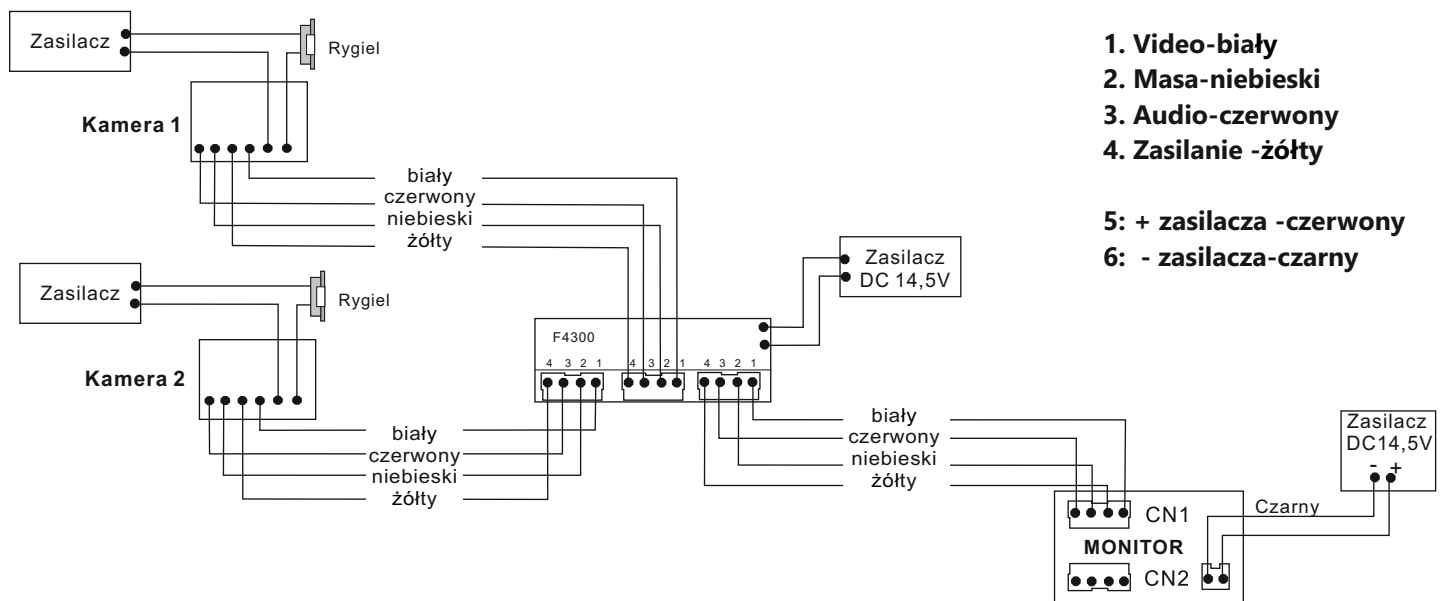 Zasilacz
Rygiel
Kamera 1
biały
czerwony
niebieski
żółty
Zasilacz
Rygiel
Kamera 2
biały
czerwony
niebieski
żółty
F4300
4 3 2 1
4 3 2 1
4 3 2 1
Zasilacz
DC 14,5V
biały
czerwony
niebieski
żółty
1. Video-biały
2. Masa-niebieski
3. Audio-czerwony
4. Zasilanie -żółty
5: + zasilacza -czerwony
6: - zasilacza-czarny
Zasilacz
DC14,5V
- +
Czarny
CN1
MONITOR
CN2